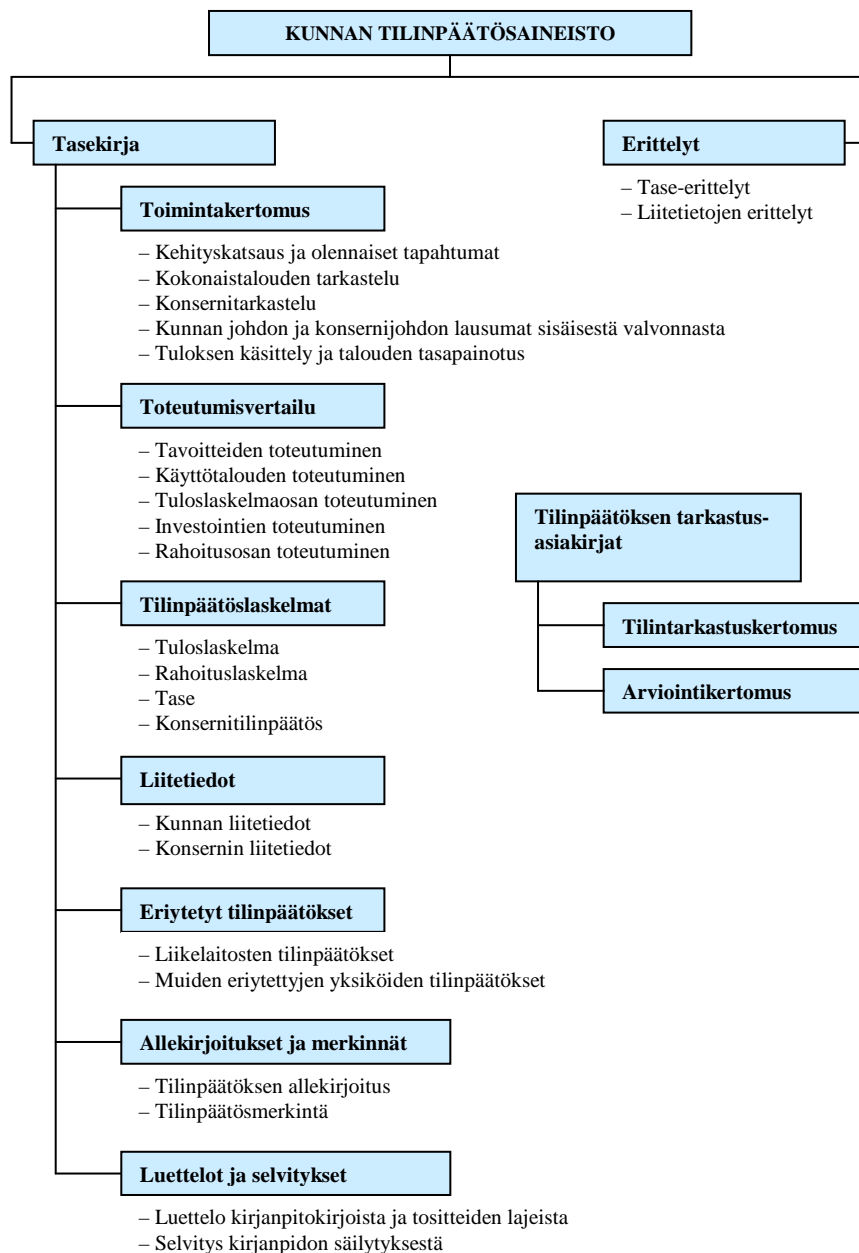 KUNNAN TILINPÄÄTÖSAINEISTO
Tasekirja
Toimintakertomus
– Kehityskatsaus ja olennaiset tapahtumat
– Kokonaistalouden tarkastelu
– Konsernitarkastelu
– Kunnan johdon ja konsernijohdon lausumat sisäisestä valvonnasta
– Tuloksen käsittely ja talouden tasapainotus
Toteutumisvertailu
– Tavoitteiden toteutuminen
– Käyttötalouden toteutuminen
– Tuloslaskelmaosan toteutuminen
– Investointien toteutuminen
– Rahoitusosan toteutuminen
Tilinpäätöslaskelmat
– Tuloslaskelma
– Rahoituslaskelma
– Tase
– Konsernitilinpäätös
Liitetiedot
– Kunnan liitetiedot
– Konsernin liitetiedot
Eriytetyt tilinpäätökset
– Liikelaitosten tilinpäätökset
– Muiden eriytettyjen yksiköiden tilinpäätökset
Allekirjoitukset ja merkinnät
– Tilinpäätöksen allekirjoitus
– Tilinpäätösmerkintä
Luettelot ja selvitykset
– Luettelo kirjanpitokirjoista ja tositteiden lajeista
– Selvitys kirjanpidon säilytyksestä
Erittelyt
– Tase-erittelyt
– Liitetietojen erittelyt
Tilinpäätöksen tarkastus-
asiakirjat
Tilintarkastuskertomus
Arviointikertomus